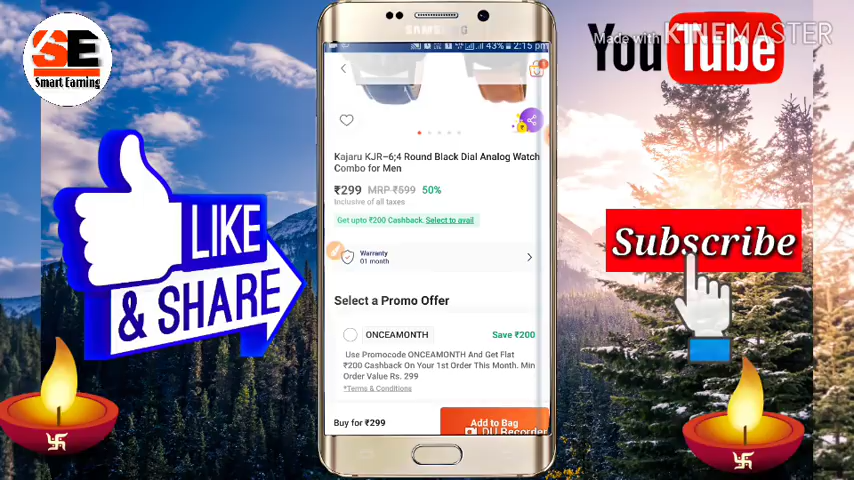 SE
Smart Earning
LIKE
& SHARE
SAMSUNG
43% 2:15 pm
Kajaru KJR–6;4 Round Black Dial Analog Watch
Combo for Men
₹299 MRP ₹599 50%
Inclusive of all taxes
Get upto ₹200 Cashback. Select to avail
Warranty
01 month
Select a Promo Offer
ONCEAMONTH Save ₹200
Use Promocode ONCEAMONTH And Get Flat
₹200 Cashback On Your 1st Order This Month. Min
Order Value Rs. 299
*Terms & Conditions
Buy for ₹299
Add to Bag
DU Recorder
Made with KINEMASTER
YouTube
Subscribe